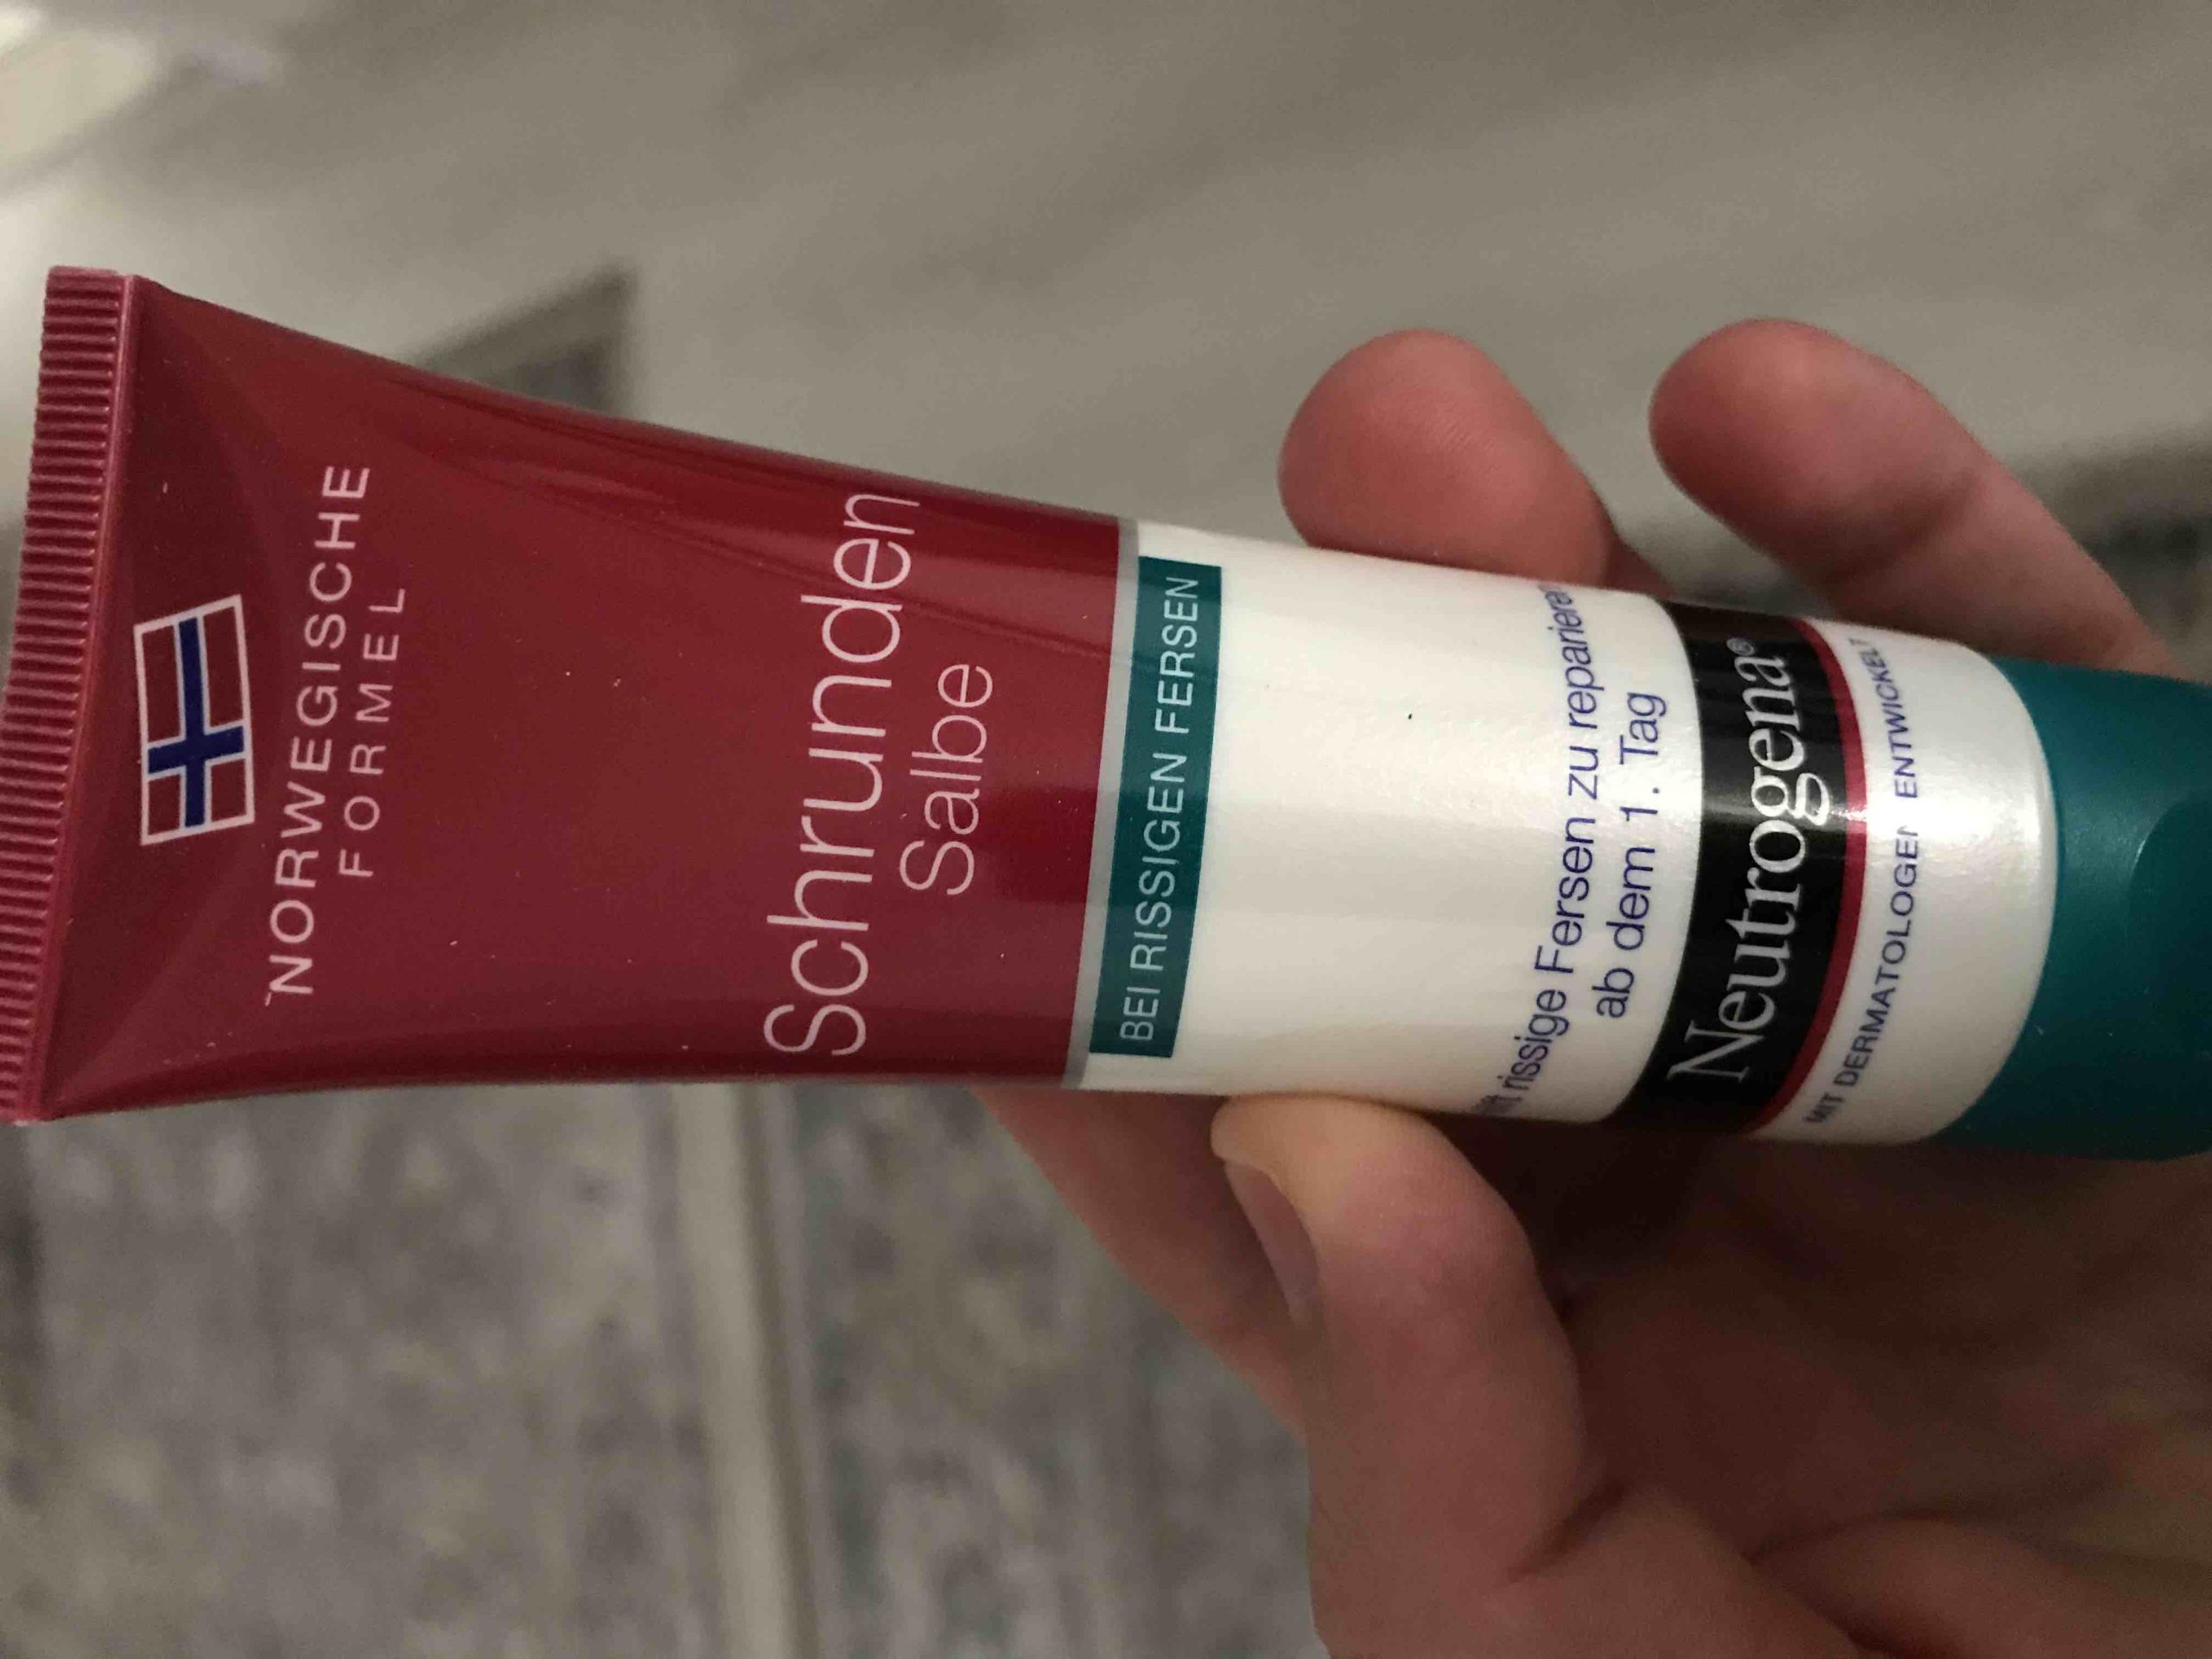 NORWEGISCHE
FORMEL
Schrunden
Salbe
BEI RISSIGEN FERSEN
rissige Fersen zu reparieren
ab dem 1. Tag
Neutrogena®
MIT DERMATOLOGEN ENTWICKELT